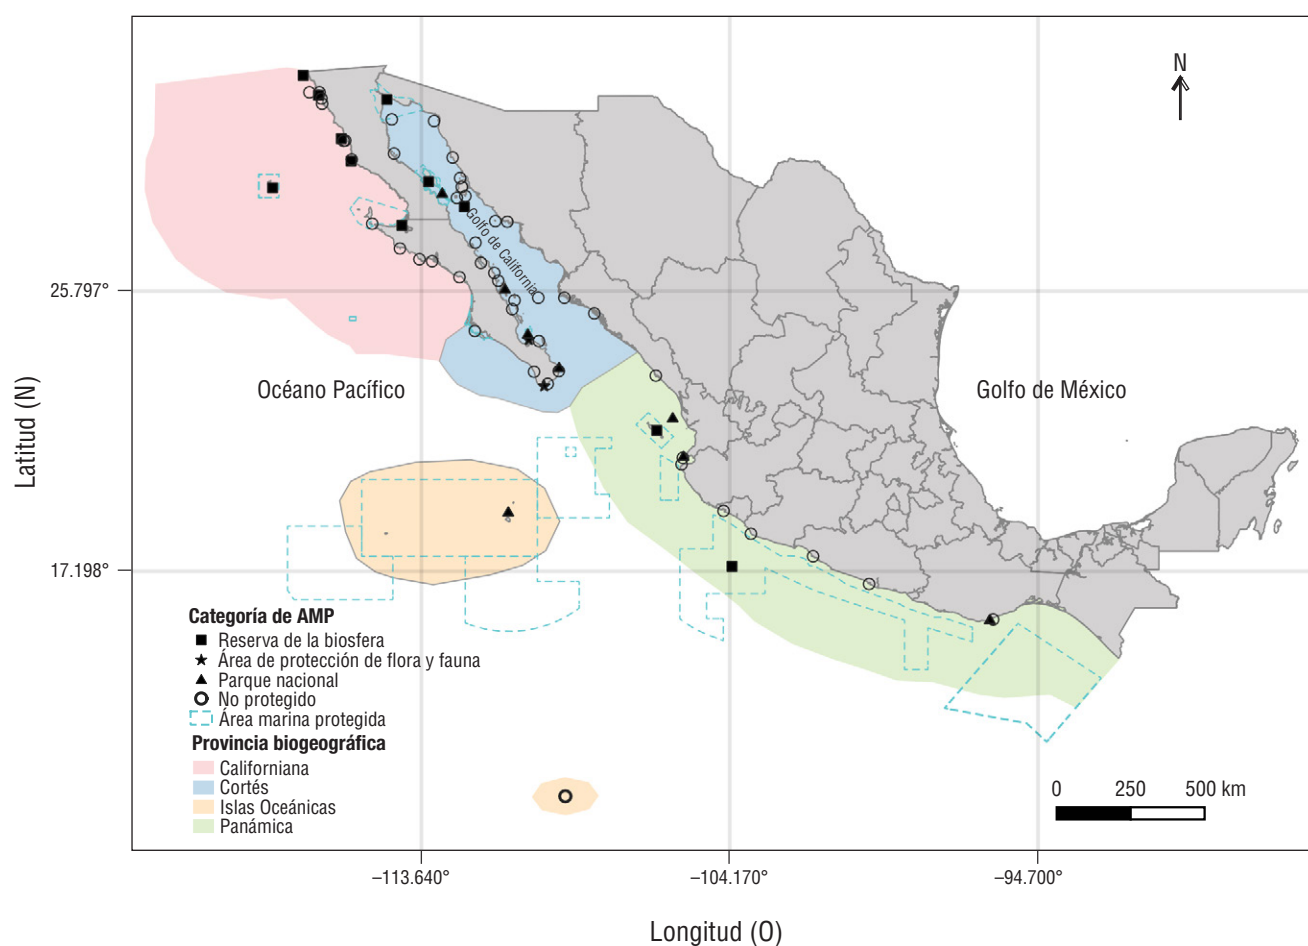 N
25.797°
17.198°
Latitud (N)
Golfo de California
Océano Pacífico
Golfo de México
Categoría de AMP
Reserva de la biosfera
Área de protección de flora y fauna
Parque nacional
No protegido
Área marina protegida
Provincia biogeográfica
Californiana
Cortés
Islas Oceánicas
Panámica
0 250 500 km
–113.640° –104.170° –94.700°
Longitud (O)